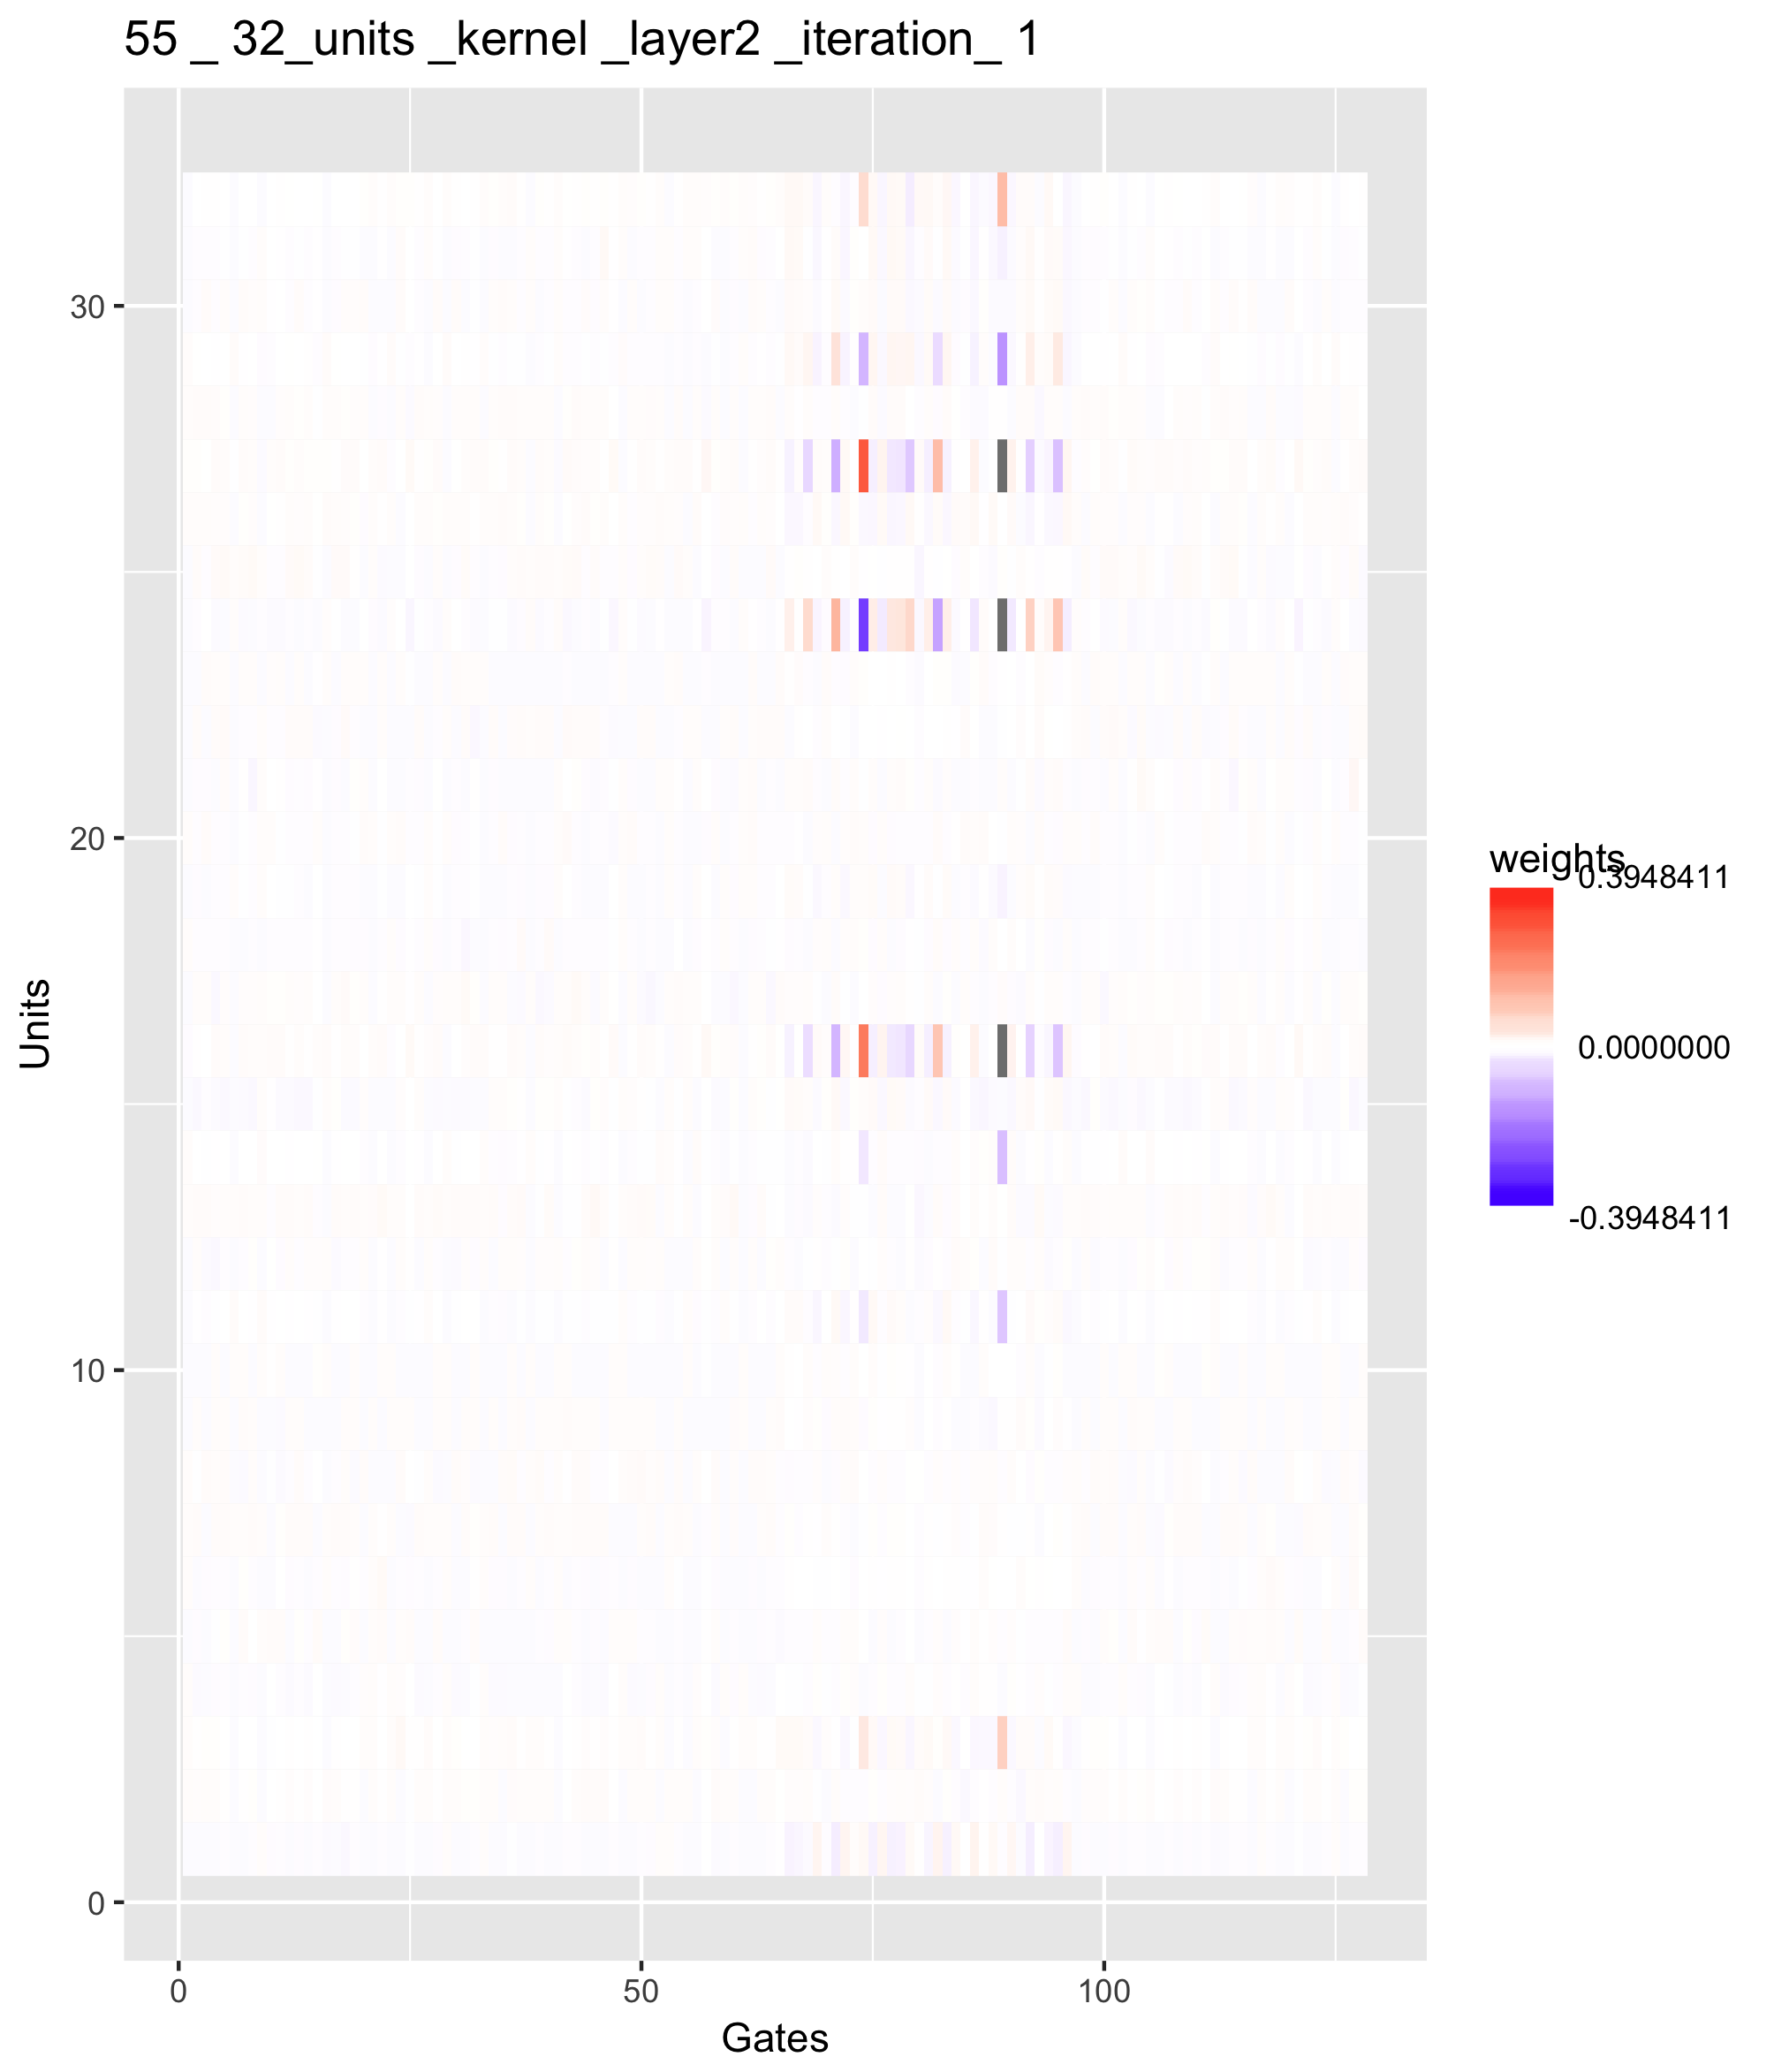 55 _ 32_units _kernel _layer2 _iteration_ 1
30
20
10
0
Units
0
50
100
Gates
weights
0.3948411
0.0000000
-0.3948411